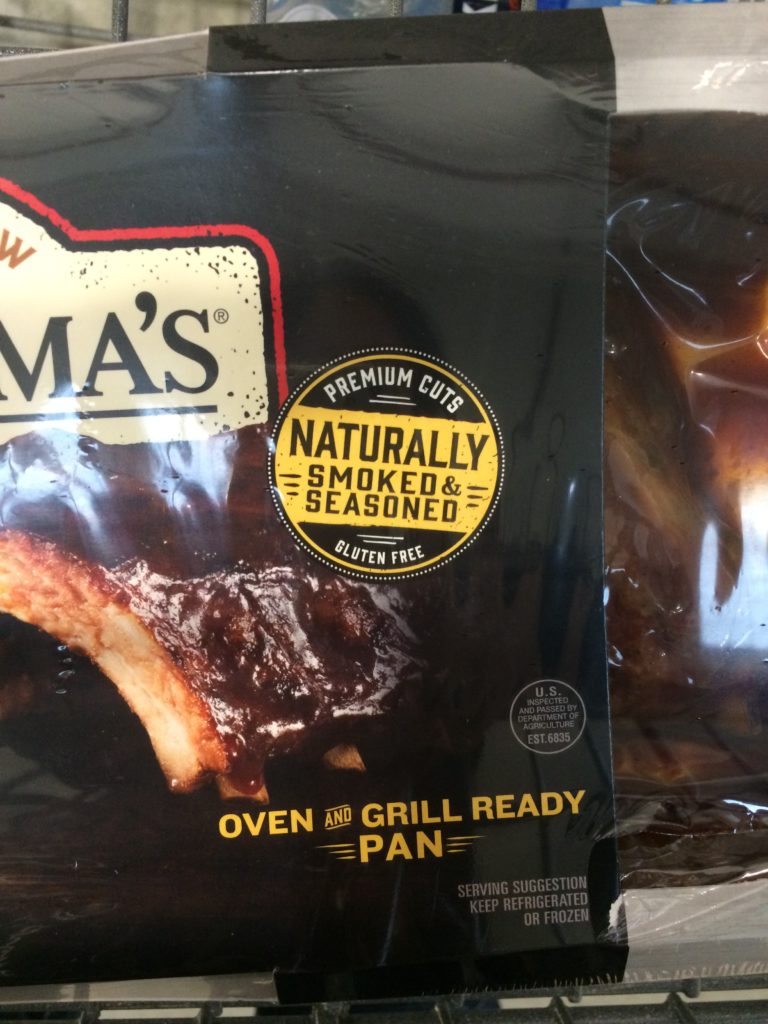 W
MA'S®
PREMIUM CUTS
NATURALLY
SMOKED &
SEASONED
GLUTEN FREE
U.S.
INSPECTED
AND PASSED BY
DEPARTMENT OF
AGRICULTURE
EST. 6835
OVEN AND GRILL READY
PAN
SERVING SUGGESTION
KEEP REFRIGERATED
OR FROZEN